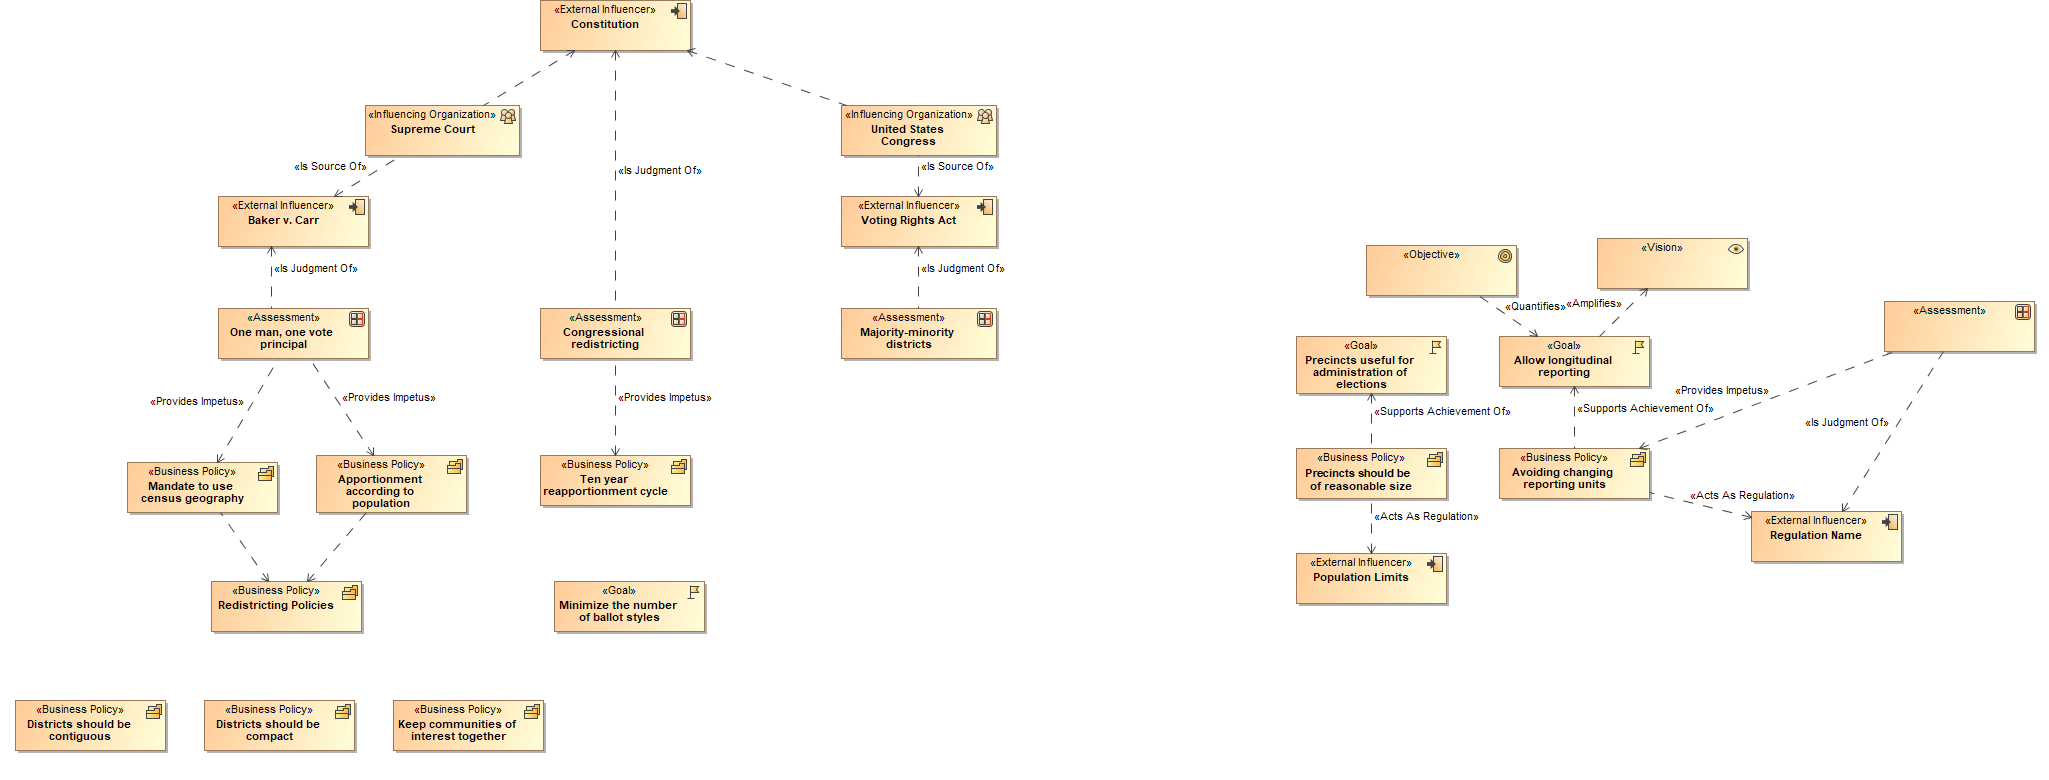 «External Influencer»
Constitution
«Influencing Organization»
Supreme Court
«Influencing Organization»
United States
Congress
«Is Source Of»
«Is Judgment Of»
«Is Source Of»
«External Influencer»
Baker v. Carr
«External Influencer»
Voting Rights Act
«Is Judgment Of»
«Is Judgment Of»
«Assessment»
One man, one vote
principal
«Assessment»
Congressional
redistricting
«Assessment»
Majority-minority
districts
«Provides Impetus»
«Provides Impetus»
«Provides Impetus»
«Business Policy»
Mandate to use
census geography
«Business Policy»
Apportionment
according to
population
«Business Policy»
Ten year
reapportionment cycle
«Business Policy»
Redistricting Policies
«Goal»
Minimize the number
of ballot styles
«Business Policy»
Districts should be
contiguous
«Business Policy»
Districts should be
compact
«Business Policy»
Keep communities of
interest together
«Objective»
«Vision»
«Quantifies»
«Amplifies»
«Assessment»
«Goal»
Precincts useful for
administration of
elections
«Goal»
Allow longitudinal
reporting
«Provides Impetus»
«Supports Achievement Of»
«Supports Achievement Of»
«Is Judgment Of»
«Business Policy»
Precincts should be
of reasonable size
«Business Policy»
Avoiding changing
reporting units
«Acts As Regulation»
«Acts As Regulation»
«External Influencer»
Regulation Name
«External Influencer»
Population Limits